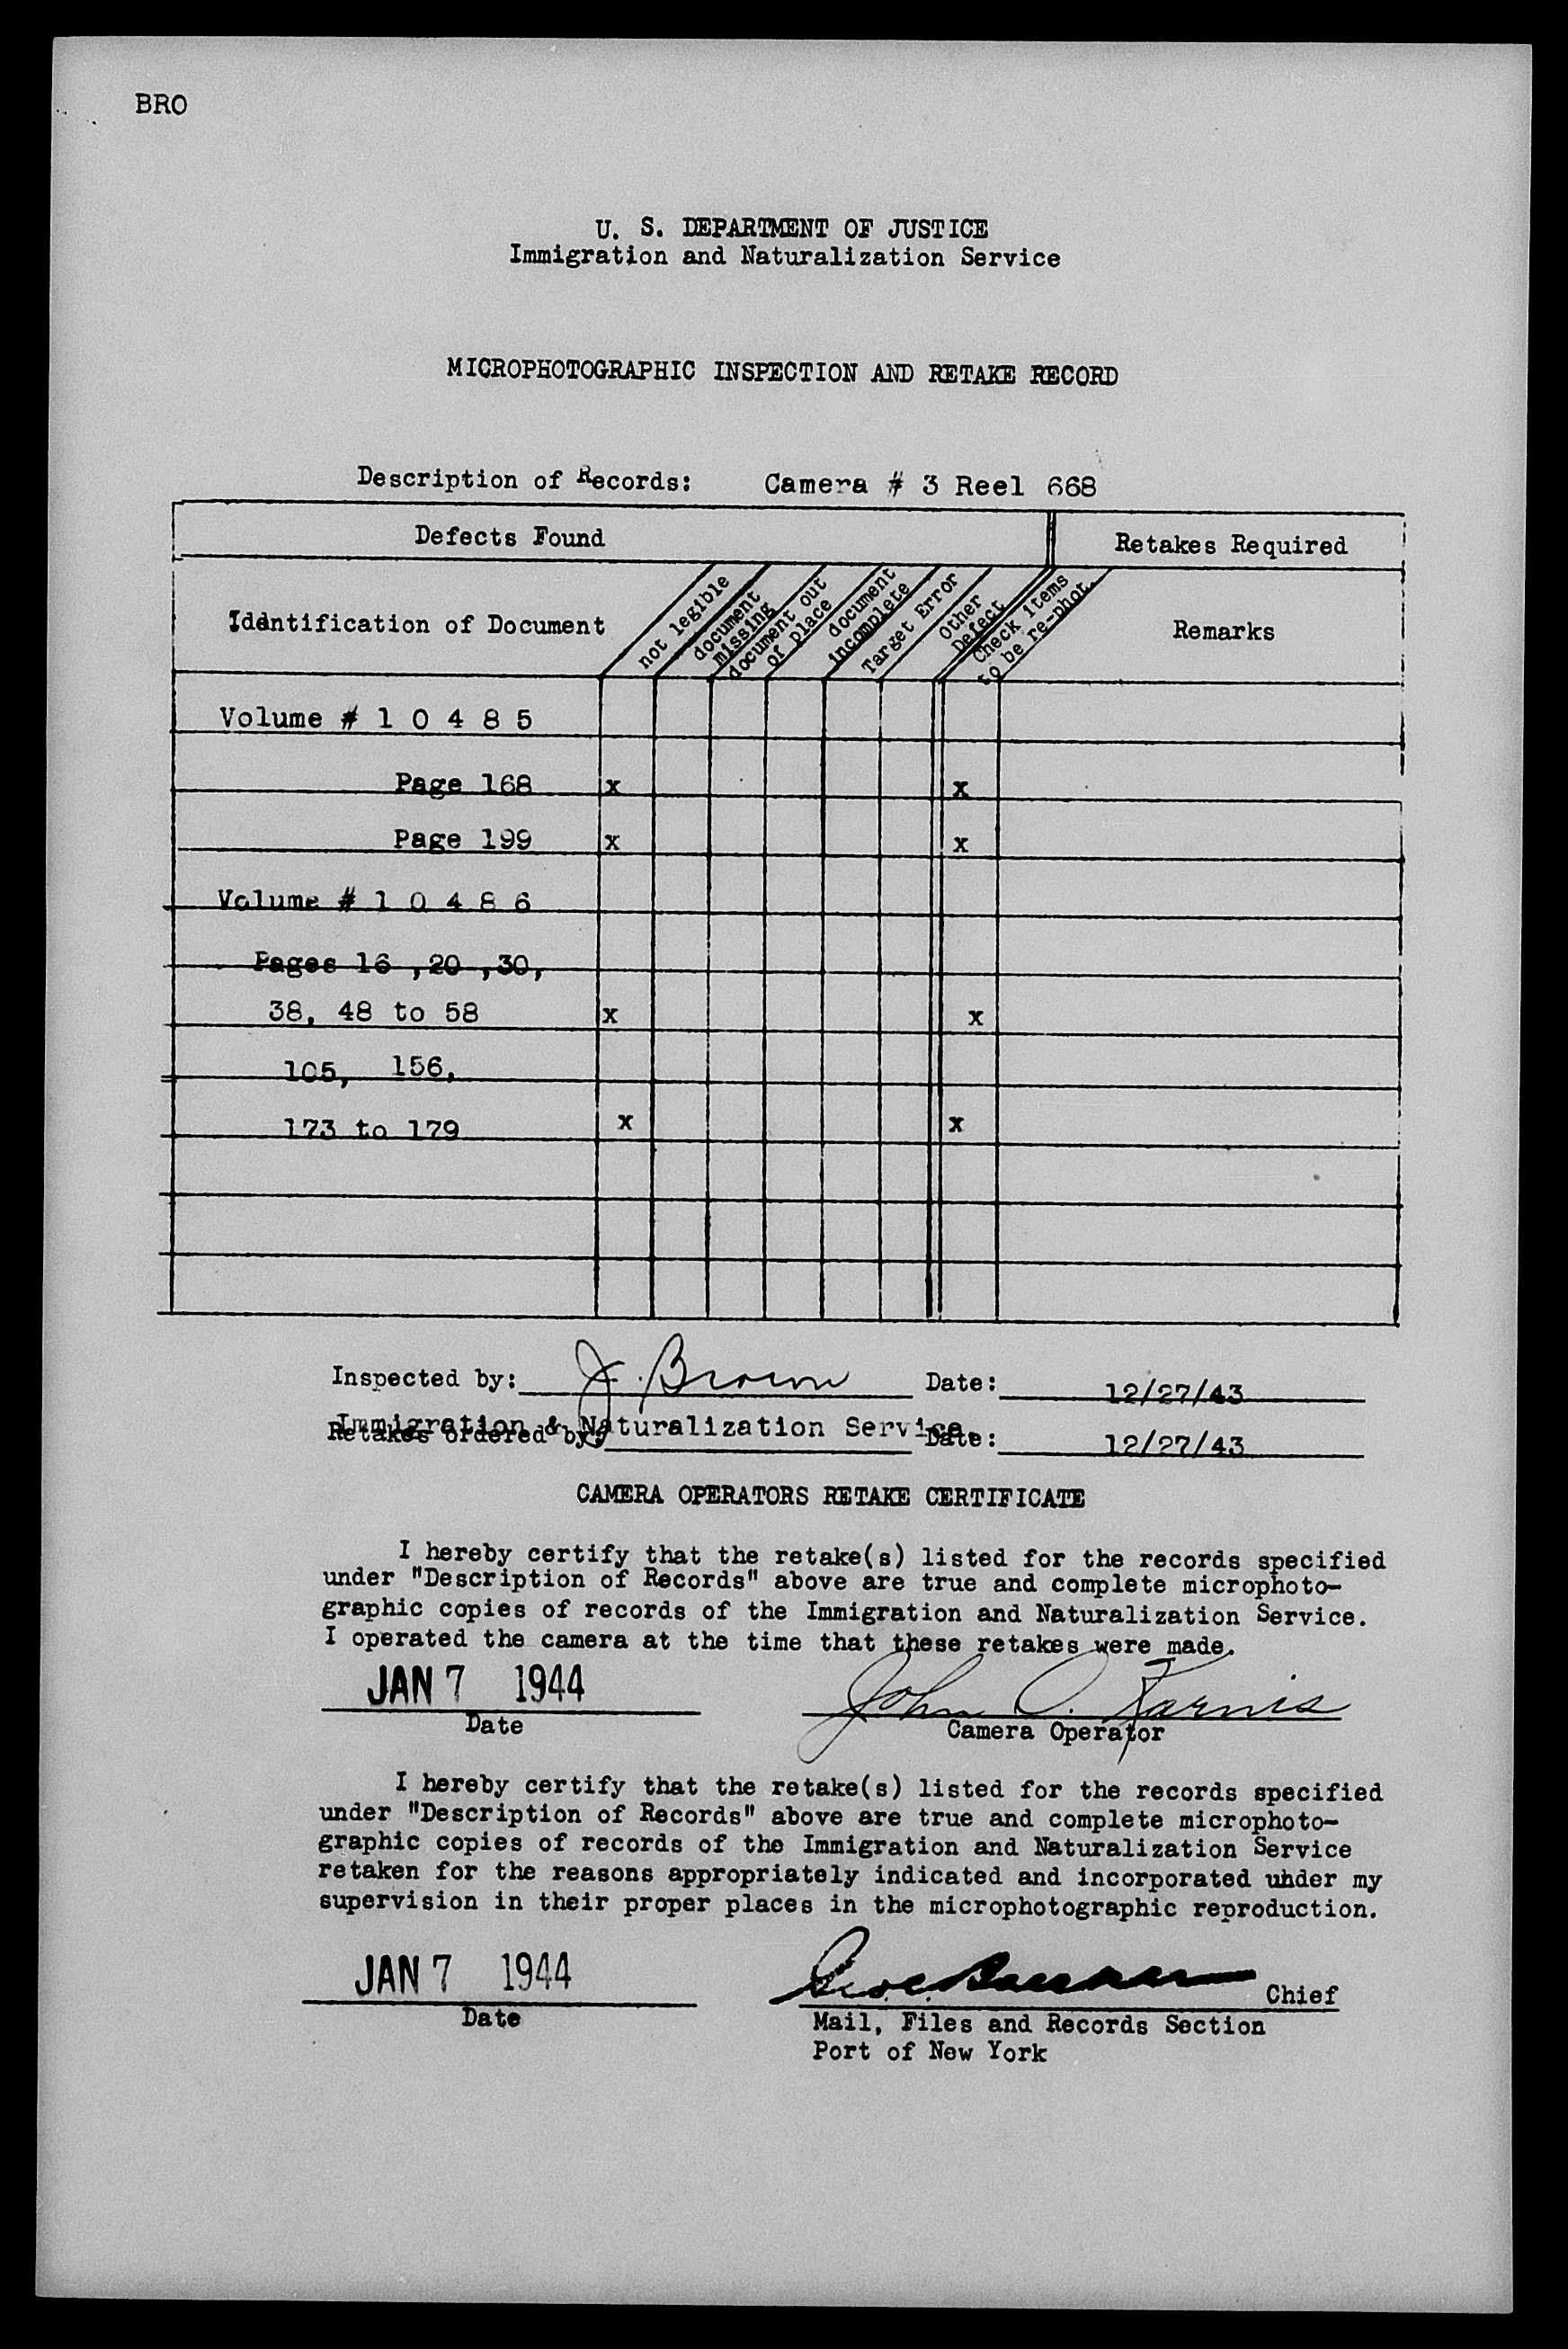 BRO
U. S. DEPARTMENT OF JUSTICE
Immigration and Naturalization Service
MICROPHOTOGRAPHIC INSPECTION AND RETAKE RECORD
Description of Records: Camera # 3 Reel 668
Defects Found
Retakes Required
Identification of Document
not legible
document missing
document out of place
document incomplete
Target Error
Other Defect
Check items to be re-phot.
Remarks
Volume # 1 0 4 8 5
Page 168 x x
Page 199 x x
Volume # 1 0 4 8 6
Pages 16 ,20 ,30,
38, 48 to 58 x x
105, 156,
173 to 179 x x
Inspected by: J. Brown Date: 12/27/43
Immigration & Naturalization Service.
Retakes ordered by: Date: 12/27/43
CAMERA OPERATORS RETAKE CERTIFICATE
I hereby certify that the retake(s) listed for the records specified
under "Description of Records" above are true and complete microphoto-
graphic copies of records of the Immigration and Naturalization Service.
I operated the camera at the time that these retakes were made.
JAN 7 1944 John O. Karnis
Date Camera Operator
I hereby certify that the retake(s) listed for the records specified
under "Description of Records" above are true and complete microphoto-
graphic copies of records of the Immigration and Naturalization Service
retaken for the reasons appropriately indicated and incorporated under my
supervision in their proper places in the microphotographic reproduction.
JAN 7 1944 Chief
Date Mail, Files and Records Section
Port of New York